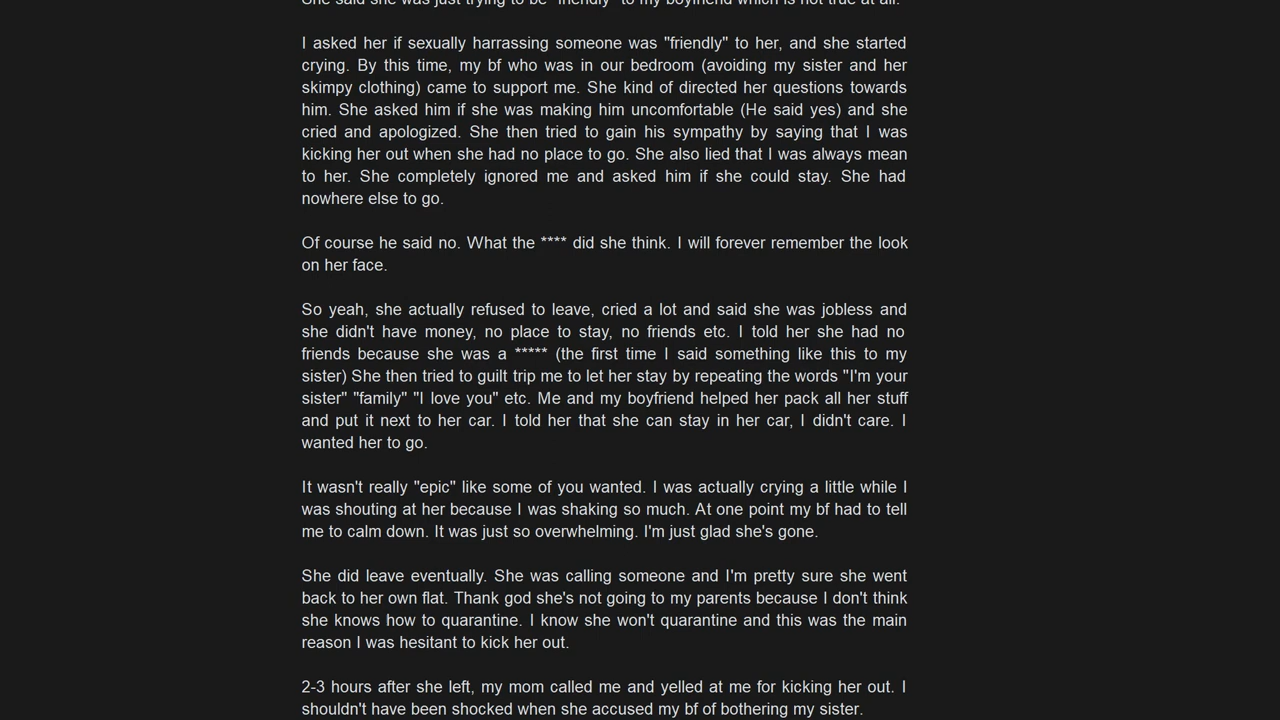 She said she was just trying to be "friendly" to my boyfriend which is not true at all.
I asked her if sexually harrassing someone was "friendly" to her, and she started
crying. By this time, my bf who was in our bedroom (avoiding my sister and her
skimpy clothing) came to support me. She kind of directed her questions towards
him. She asked him if she was making him uncomfortable (He said yes) and she
cried and apologized. She then tried to gain his sympathy by saying that I was
kicking her out when she had no place to go. She also lied that I was always mean
to her. She completely ignored me and asked him if she could stay. She had
nowhere else to go.
Of course he said no. What the **** did she think. I will forever remember the look
on her face.
So yeah, she actually refused to leave, cried a lot and said she was jobless and
she didn't have money, no place to stay, no friends etc. I told her she had no
friends because she was a ***** (the first time I said something like this to my
sister) She then tried to guilt trip me to let her stay by repeating the words "I'm your
sister" "family" "I love you" etc. Me and my boyfriend helped her pack all her stuff
and put it next to her car. I told her that she can stay in her car, I didn't care. I
wanted her to go.
It wasn't really "epic" like some of you wanted. I was actually crying a little while I
was shouting at her because I was shaking so much. At one point my bf had to tell
me to calm down. It was just so overwhelming. I'm just glad she's gone.
She did leave eventually. She was calling someone and I'm pretty sure she went
back to her own flat. Thank god she's not going to my parents because I don't think
she knows how to quarantine. I know she won't quarantine and this was the main
reason I was hesitant to kick her out.
2-3 hours after she left, my mom called me and yelled at me for kicking her out. I
shouldn't have been shocked when she accused my bf of bothering my sister.